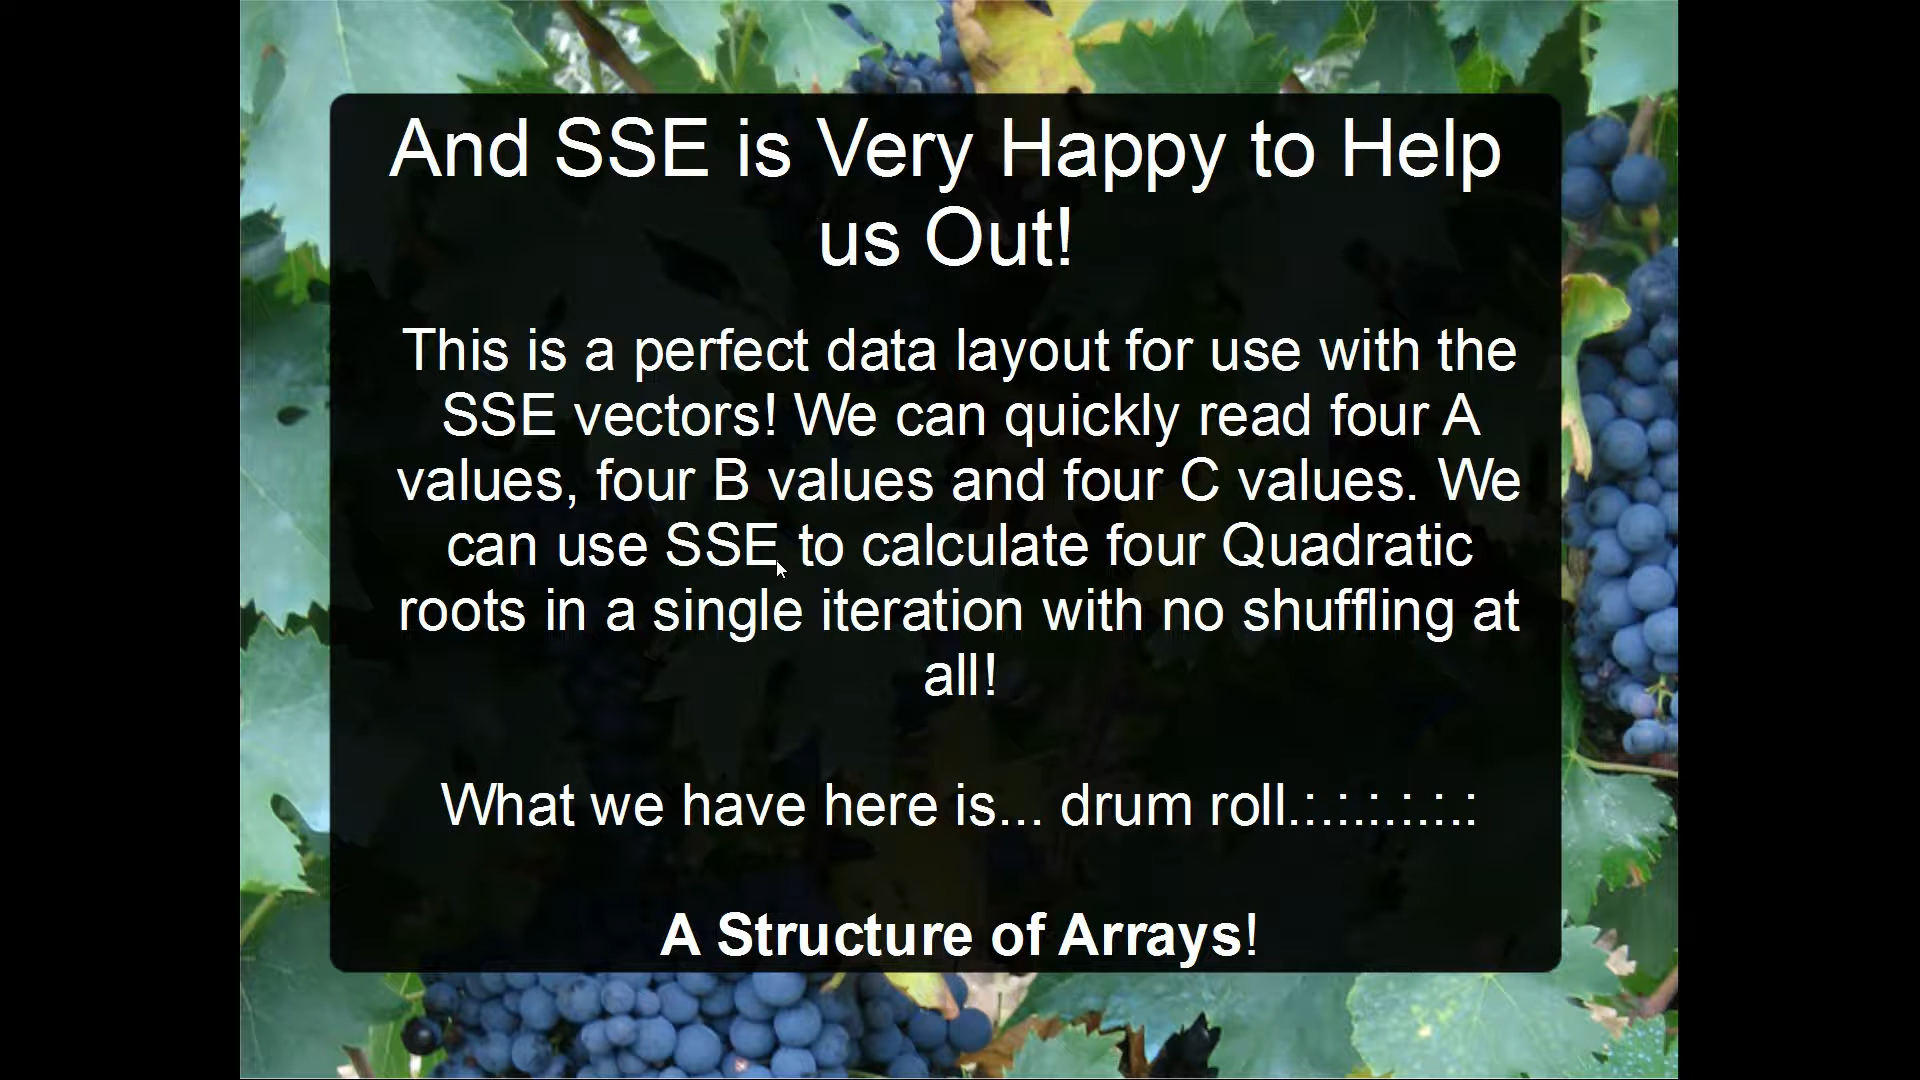 And SSE is Very Happy to Help
us Out!
This is a perfect data layout for use with the
SSE vectors! We can quickly read four A
values, four B values and four C values. We
can use SSE to calculate four Quadratic
roots in a single iteration with no shuffling at
all!
What we have here is... drum roll.:.:.:.:.:.:
A Structure of Arrays!